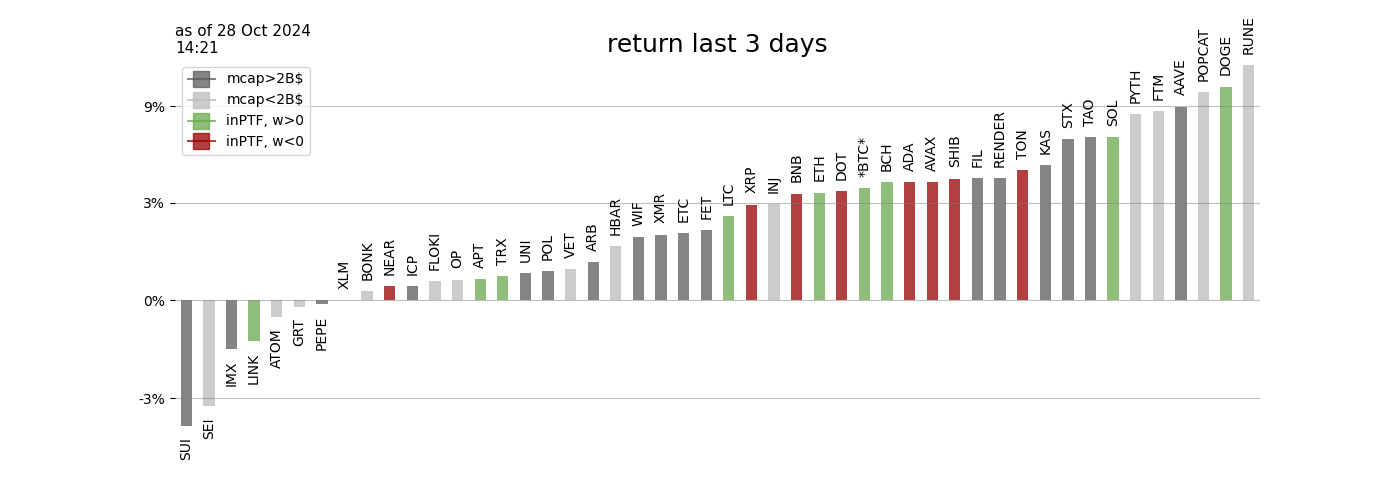 as of 28 Oct 2024
14:21
return last 3 days
mcap>2B$
mcap<2B$
inPTF, w>0
inPTF, w<0
9%
3%
0%
-3%
SUI
SEI
IMX
LINK
ATOM
GRT
PEPE
XLM
BONK
NEAR
ICP
FLOKI
OP
APT
TRX
UNI
POL
VET
ARB
HBAR
WIF
XMR
ETC
FET
LTC
XRP
INJ
BNB
ETH
DOT
*BTC*
BCH
ADA
AVAX
SHIB
FIL
RENDER
TON
KAS
STX
TAO
SOL
PYTH
FTM
AAVE
POPCAT
DOGE
RUNE